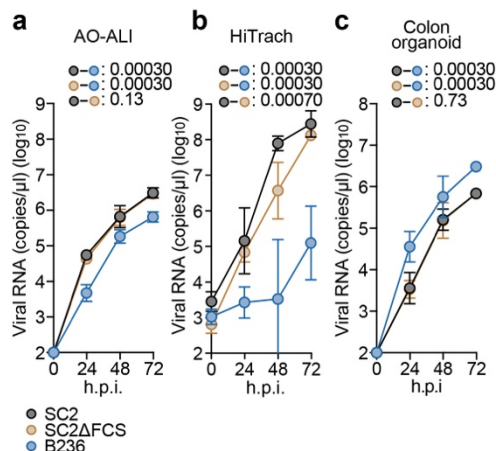 a
AO-ALI
: 0.00030
: 0.00030
: 0.13
Viral RNA (copies/µl) (log10)
9
8
7
6
5
4
3
2
0 24 48 72
h.p.i.
b
HiTrach
: 0.00030
: 0.00030
: 0.00070
Viral RNA (copies/µl) (log10)
9
8
7
6
5
4
3
2
0 24 48 72
h.p.i.
c
Colon
organoid
: 0.00030
: 0.00030
: 0.73
Viral RNA (copies/µl) (log10)
8
7
6
5
4
3
2
0 24 48 72
h.p.i
SC2
SC2ΔFCS
B236